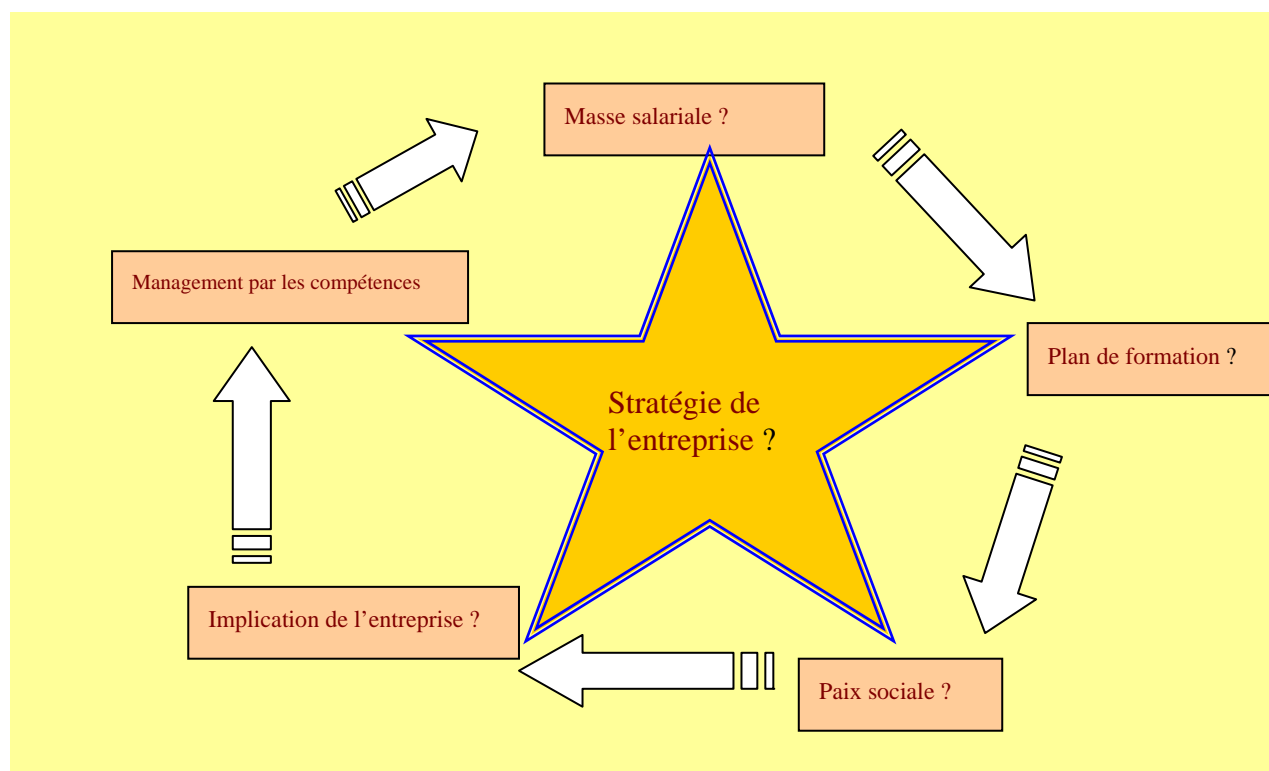 Masse salariale ?
Management par les compétences
Plan de formation ?
Stratégie de
l’entreprise ?
Implication de l’entreprise ?
Paix sociale ?